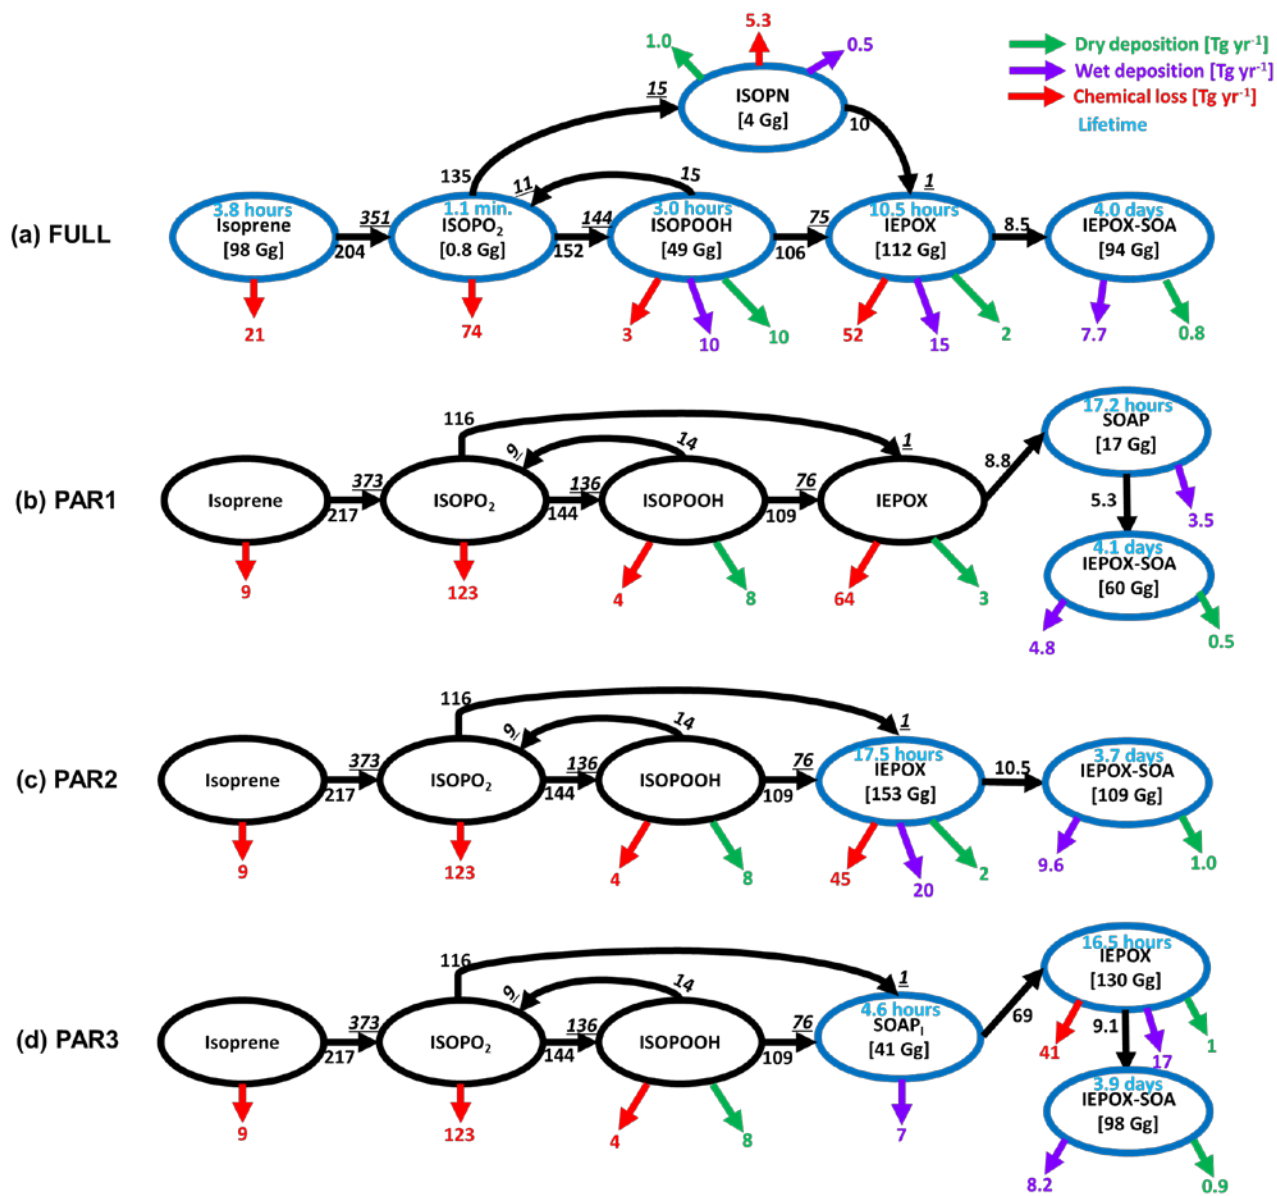 5.3
1.0
0.5
Dry deposition [Tg yr⁻¹]
Wet deposition [Tg yr⁻¹]
Chemical loss [Tg yr⁻¹]
Lifetime
15
ISOPN
[4 Gg]
10
135
11
15
1
(a) FULL
3.8 hours
Isoprene
[98 Gg]
351
204
1.1 min.
ISOPO₂
[0.8 Gg]
144
152
3.0 hours
ISOPOOH
[49 Gg]
75
106
10.5 hours
IEPOX
[112 Gg]
8.5
4.0 days
IEPOX-SOA
[94 Gg]
21
74
3
10
10
52
15
2
7.7
0.8
116
9
14
1
(b) PAR1
Isoprene
373
217
ISOPO₂
136
144
ISOPOOH
76
109
IEPOX
8.8
17.2 hours
SOAP
[17 Gg]
5.3
3.5
4.1 days
IEPOX-SOA
[60 Gg]
9
123
4
8
64
3
4.8
0.5
116
9
14
1
(c) PAR2
Isoprene
373
217
ISOPO₂
136
144
ISOPOOH
76
109
17.5 hours
IEPOX
[153 Gg]
10.5
3.7 days
IEPOX-SOA
[109 Gg]
9
123
4
8
45
20
2
9.6
1.0
116
9
14
1
(d) PAR3
Isoprene
373
217
ISOPO₂
136
144
ISOPOOH
76
109
4.6 hours
SOAPᵢ
[41 Gg]
69
16.5 hours
IEPOX
[130 Gg]
41
9.1
17
1
3.9 days
IEPOX-SOA
[98 Gg]
9
123
4
8
7
8.2
0.9